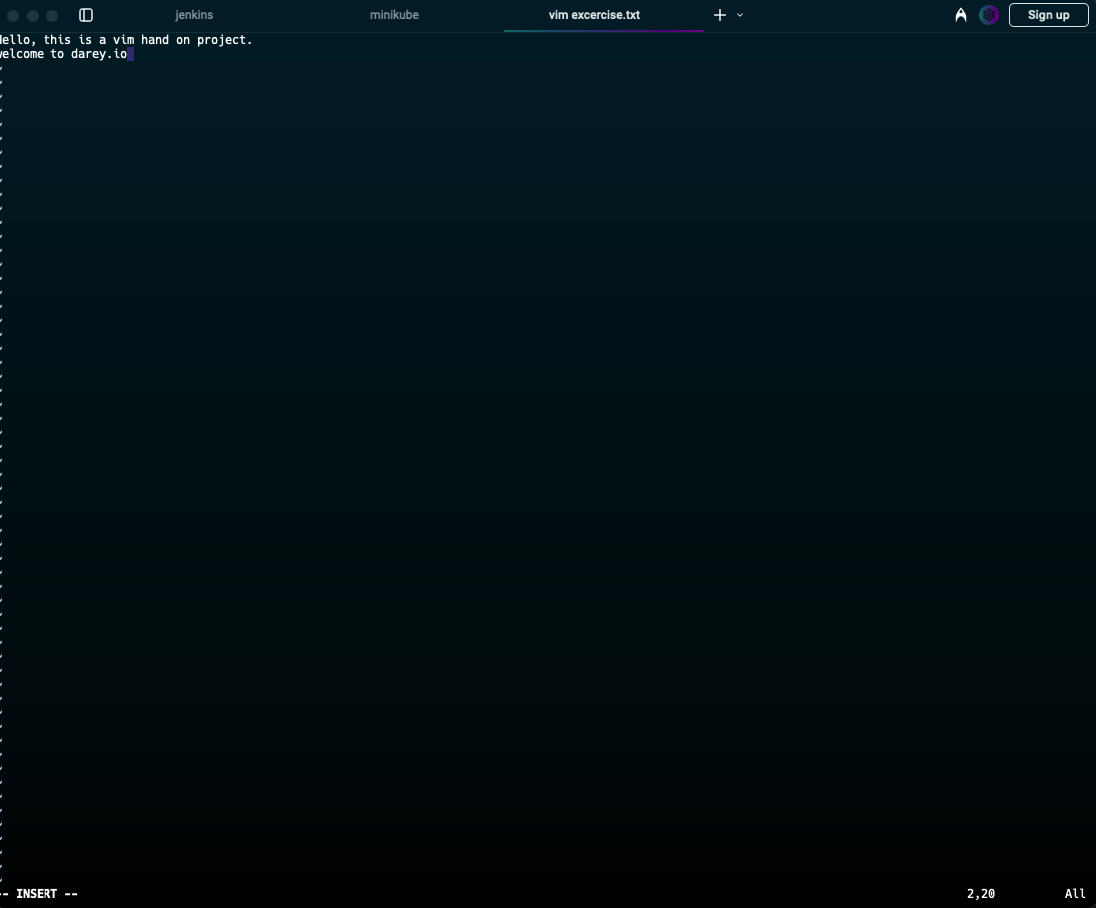 jenkins
minikube
vim excercise.txt
Sign up
Hello, this is a vim hand on project.
welcome to darey.io
-- INSERT --
2,20
All